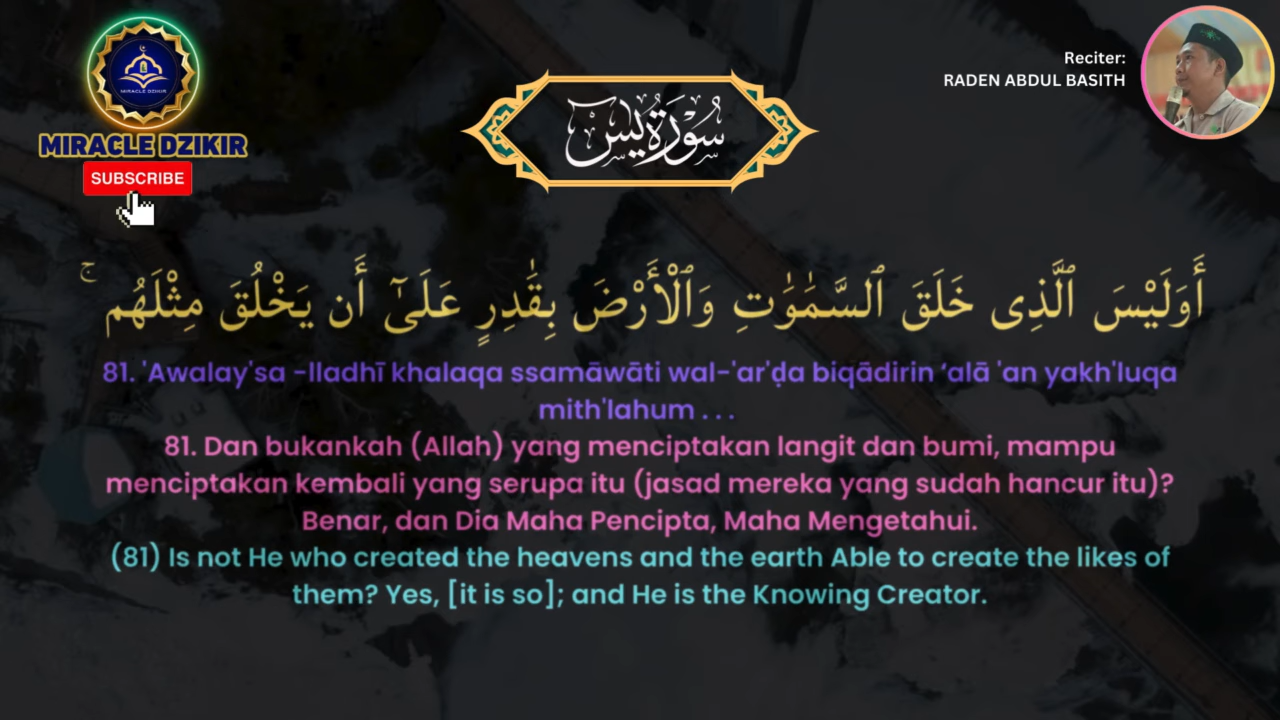 MIRACLE DZIKIR
MIRACLE DZIKIR
SUBSCRIBE
Reciter:
RADEN ABDUL BASITH
سُوْرَةُ يٰسٓ
أَوَلَيْسَ ٱلَّذِى خَلَقَ ٱلسَّمَٰوَٰتِ وَٱلْأَرْضَ بِقَٰدِرٍ عَلَىٰٓ أَن يَخْلُقَ مِثْلَهُم ۚ
81. 'Awalay'sa -lladhī khalaqa ssamāwāti wal-'ar'ḍa biqādirin ‘alā 'an yakh'luqa
mith'lahum . . .
81. Dan bukankah (Allah) yang menciptakan langit dan bumi, mampu
menciptakan kembali yang serupa itu (jasad mereka yang sudah hancur itu)?
Benar, dan Dia Maha Pencipta, Maha Mengetahui.
(81) Is not He who created the heavens and the earth Able to create the likes of
them? Yes, [it is so]; and He is the Knowing Creator.